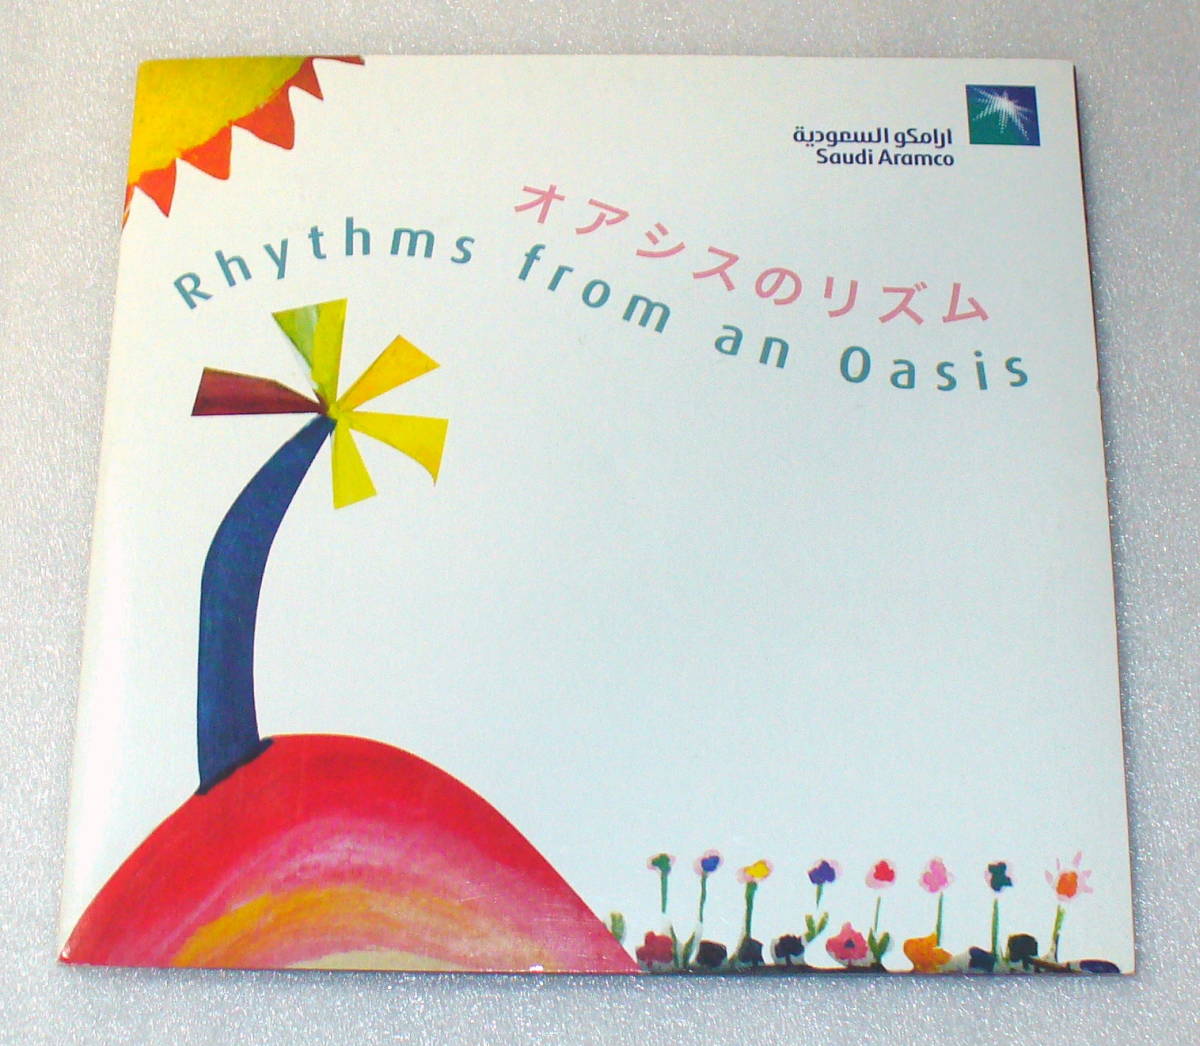 ارامكو السعودية
Saudi Aramco
オアシスのリズム
Rhythms from an Oasis